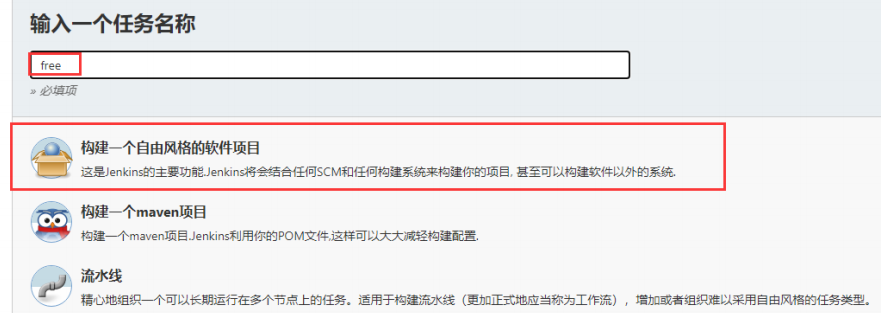 输入一个任务名称
free
» 必填项
构建一个自由风格的软件项目
这是Jenkins的主要功能.Jenkins将会结合任何SCM和任何构建系统来构建你的项目, 甚至可以构建软件以外的系统.
构建一个maven项目
构建一个maven项目.Jenkins利用你的POM文件,这样可以大大减轻构建配置.
流水线
精心地组织一个可以长期运行在多个节点上的任务。适用于构建流水线（更加正式地应当称为工作流），增加或者组织难以采用自由风格的任务类型。